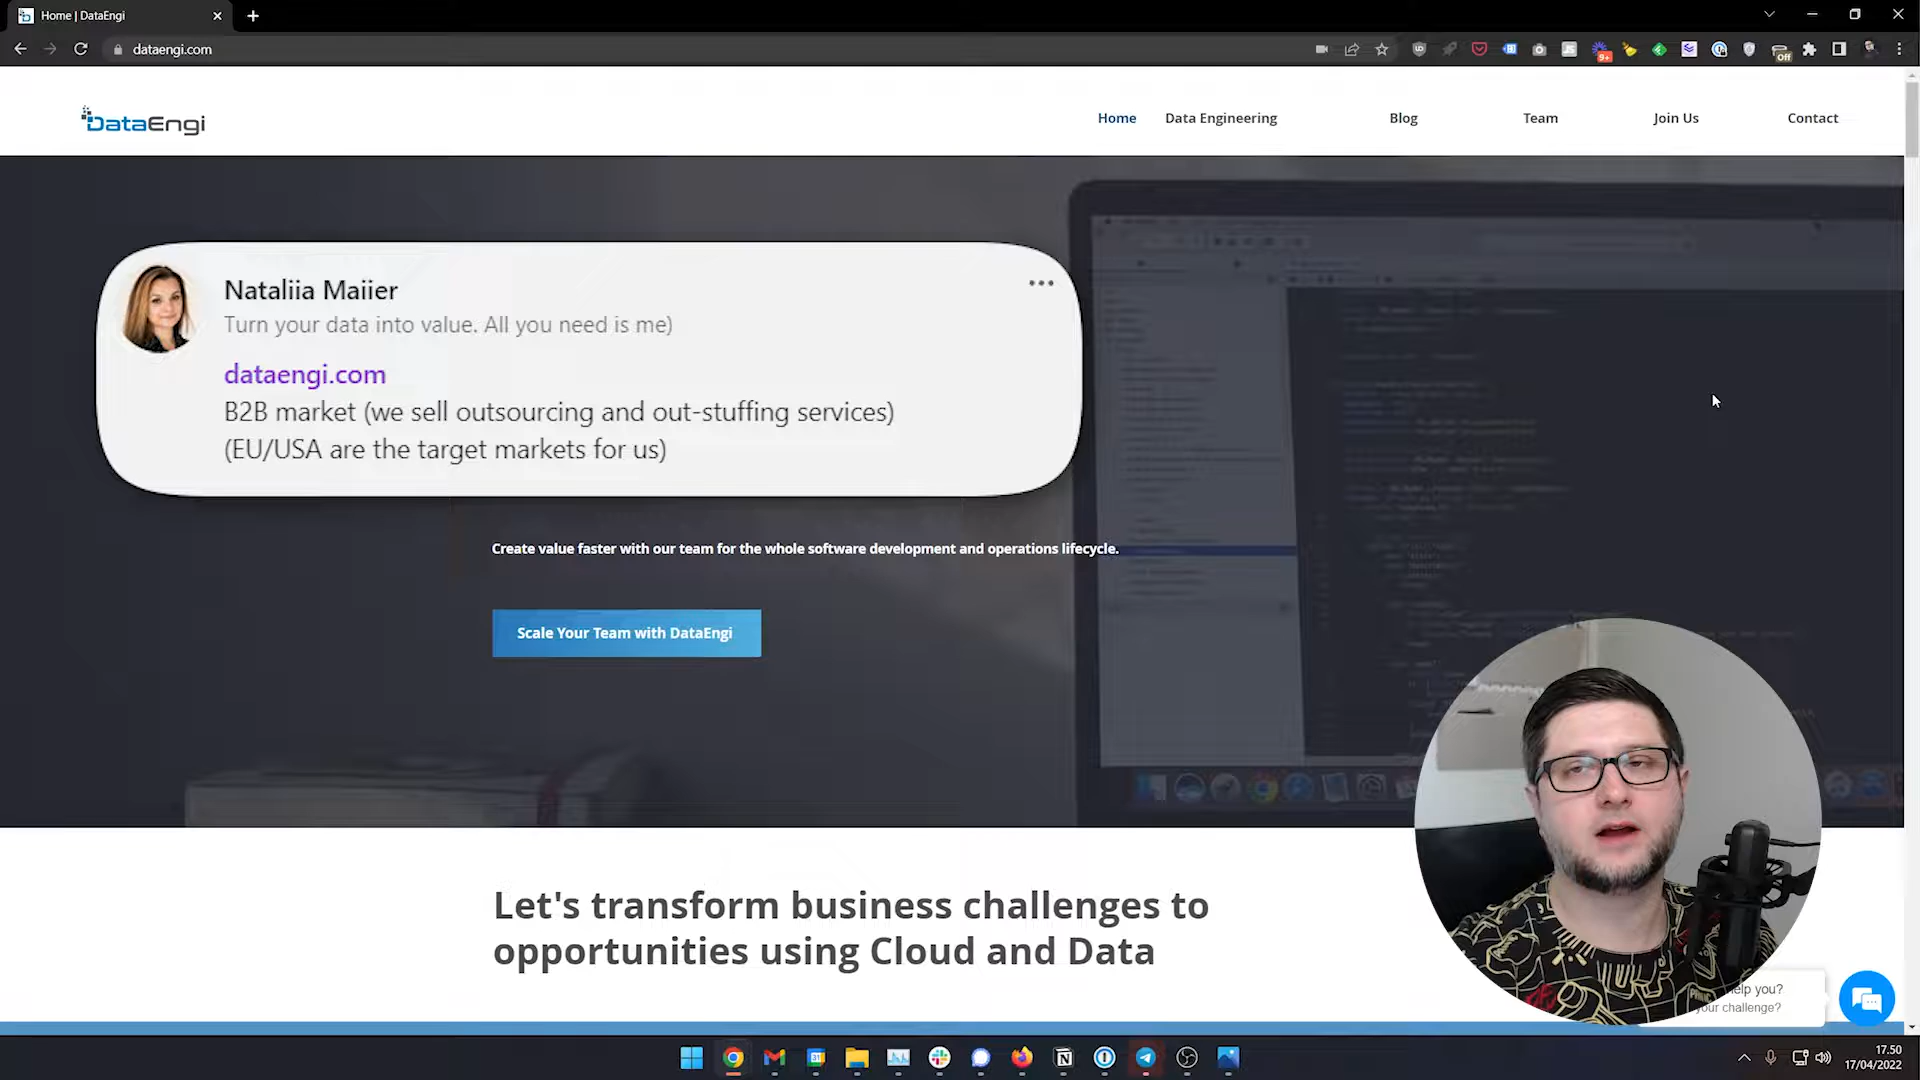 Home | DataEngi
dataengi.com
9+
Off
DataEngi
Home
Data Engineering
Blog
Team
Join Us
Contact
Nataliia Maiier
Turn your data into value. All you need is me)
dataengi.com
B2B market (we sell outsourcing and out-stuffing services)
(EU/USA are the target markets for us)
Create value faster with our team for the whole software development and operations lifecycle.
Scale Your Team with DataEngi
Let's transform business challenges to
opportunities using Cloud and Data
help you?
your challenge?
17.50
17/04/2022